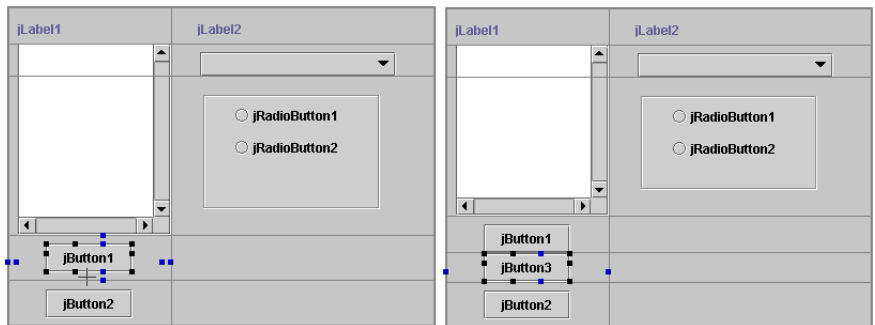 jLabel1
jLabel2
jRadioButton1
jRadioButton2
jButton1
jButton2
jLabel1
jLabel2
jRadioButton1
jRadioButton2
jButton1
jButton3
jButton2